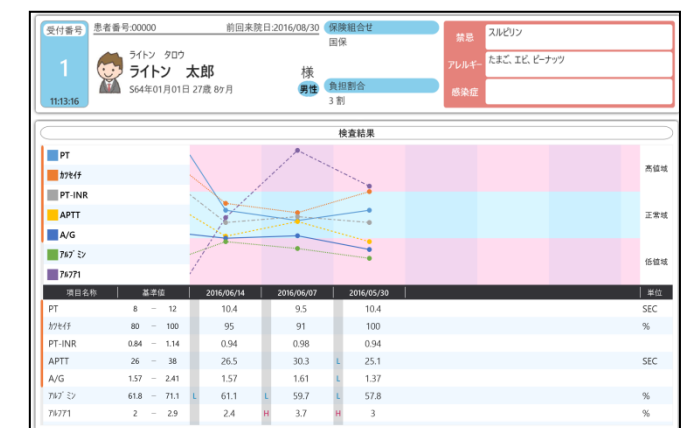 受付番号
1
11:13:16
患者番号:00000 前回来院日:2016/08/30
ライトン タロウ
ライトン 太郎 様
S64年01月01日 27歳 8ヶ月 男性
保険組合せ
国保
負担割合
3 割
禁忌 スルピリン
アレルギー たまご、エビ、ピーナッツ
感染症
検査結果
PT
ｶﾌｾｲｲﾁ
PT-INR
APTT
A/G
ｱﾙﾌﾞﾐﾝ
ｱﾙﾌｧ1
高値域
正常域
低値域
項目名称 基準値 2016/06/14 2016/06/07 2016/05/30 単位
PT 8 － 12 10.4 9.5 10.4 SEC
80 － 100 95 91 100 %
PT-INR 0.84 － 1.14 0.94 0.98 0.94
APTT 26 － 38 26.5 30.3 L 25.1 SEC
A/G 1.57 － 2.41 1.57 1.61 L 1.37
ｱﾙﾌﾞﾐﾝ 61.8 － 71.1 L 61.1 L 59.7 L 57.8 %
ｱﾙﾌｧ1 2 － 2.9 2.4 H 3.7 H 3 %